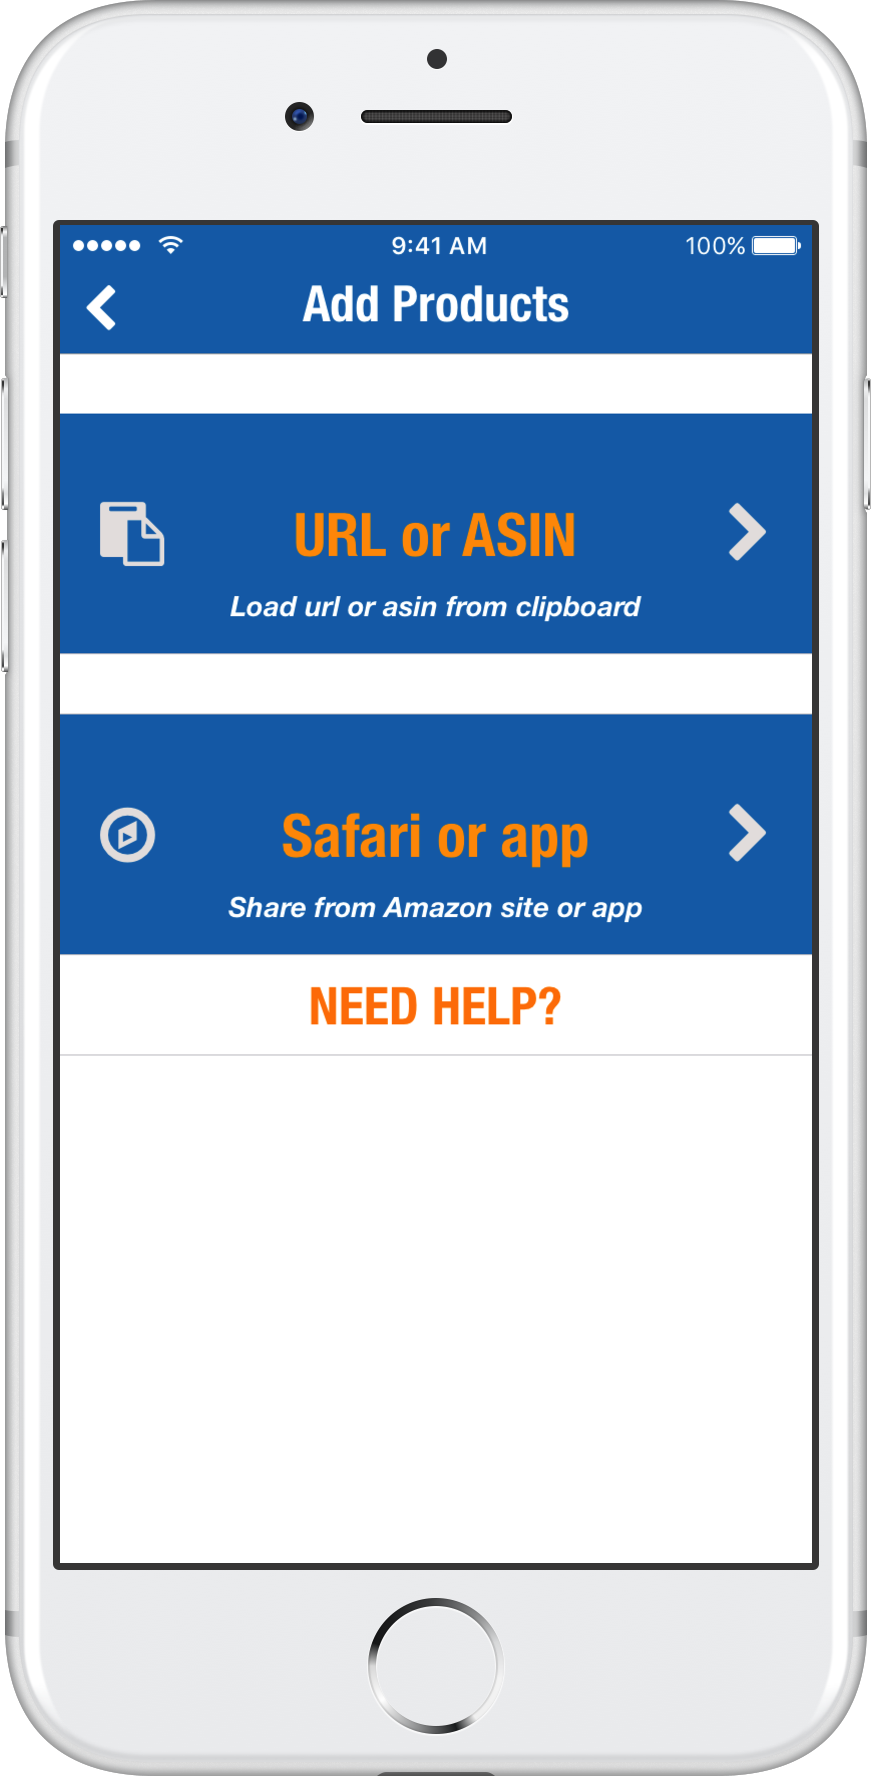 9:41 AM 100%
Add Products
URL or ASIN
Load url or asin from clipboard
Safari or app
Share from Amazon site or app
NEED HELP?